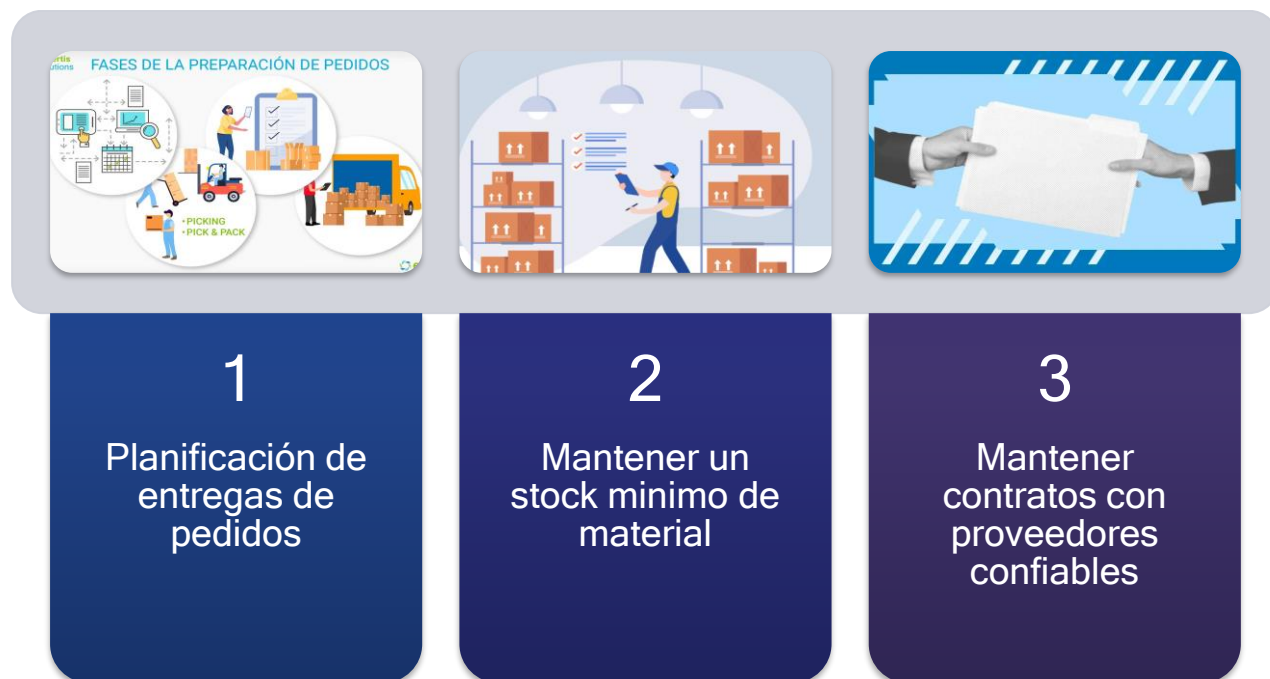 FASES DE LA PREPARACIÓN DE PEDIDOS
•PICKING
•PICK & PACK
1
Planificación de
entregas de
pedidos
2
Mantener un
stock minimo de
material
3
Mantener
contratos con
proveedores
confiables